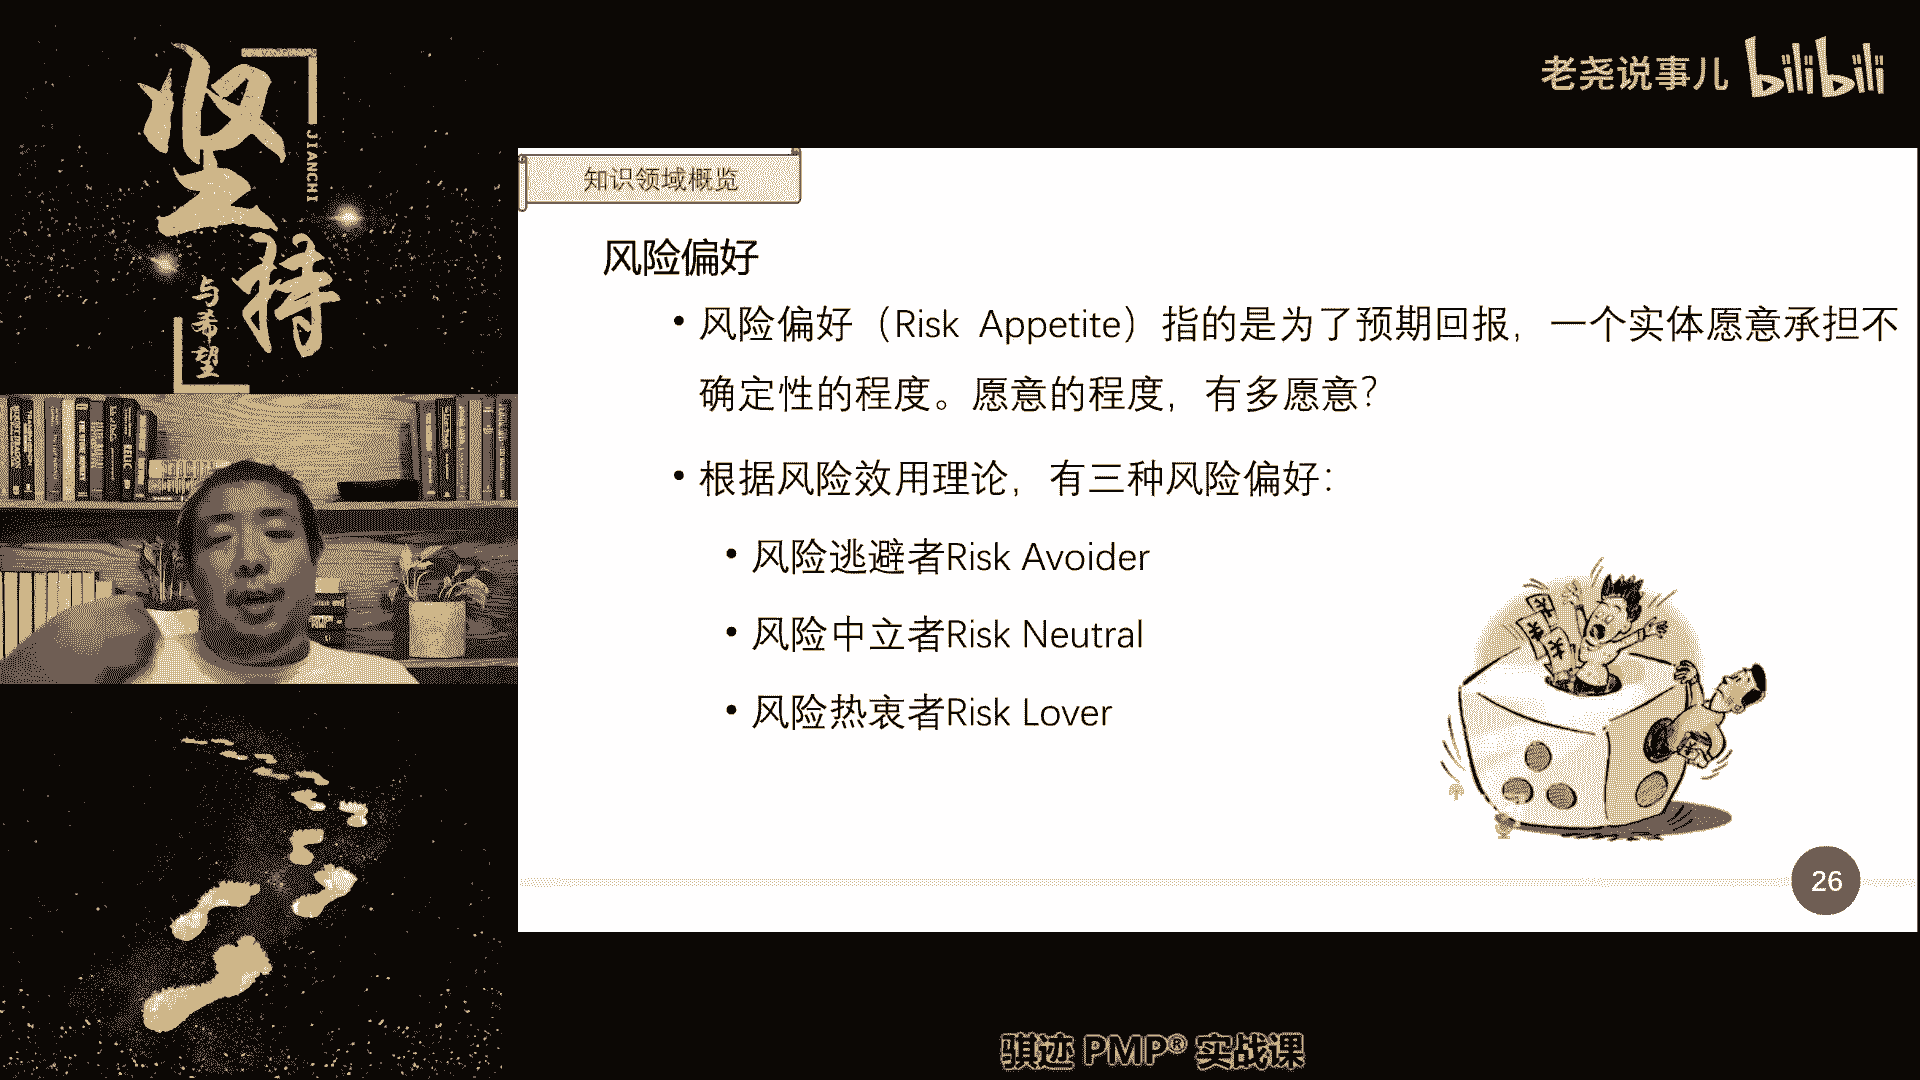 坚持
JIANCHI
与希望
老尧说事儿 bilibili
知识领域概览
风险偏好
• 风险偏好（Risk Appetite）指的是为了预期回报，一个实体愿意承担不
确定性的程度。愿意的程度，有多愿意？
• 根据风险效用理论，有三种风险偏好：
• 风险逃避者Risk Avoider
• 风险中立者Risk Neutral
• 风险热衷者Risk Lover
26
骐迹 PMP® 实战课